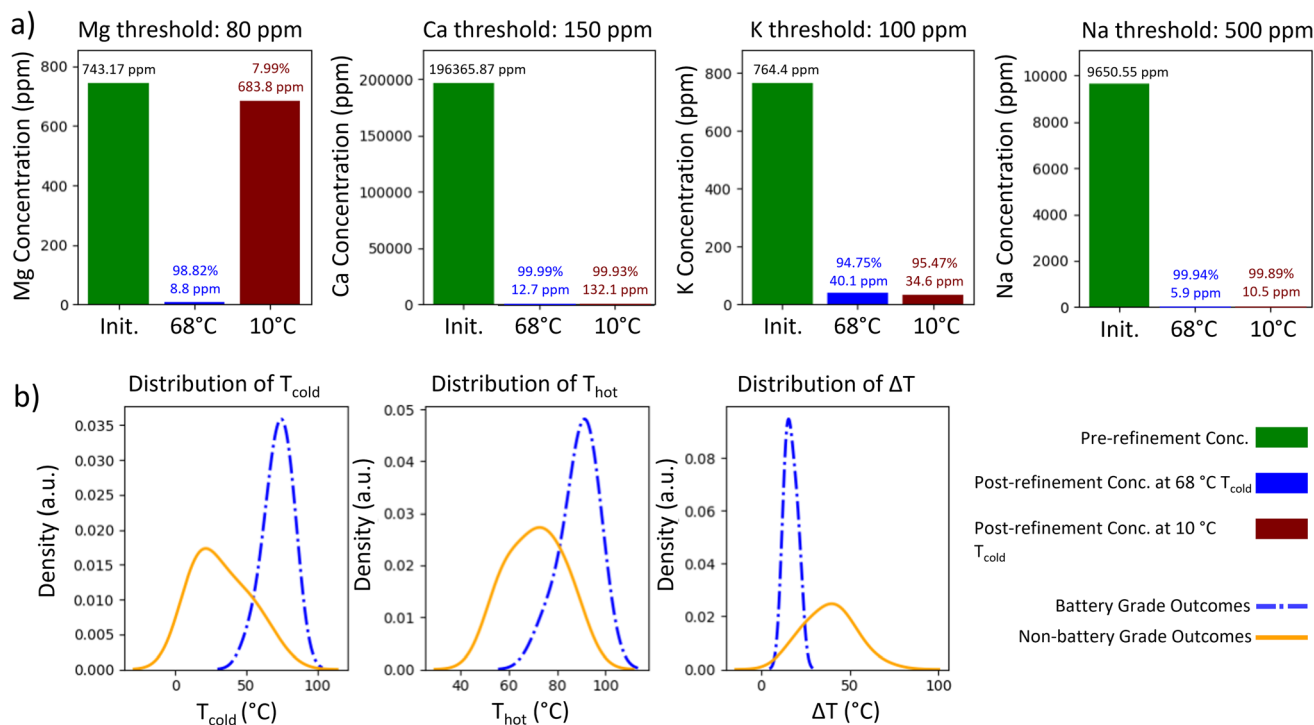 a)
Mg threshold: 80 ppm
Mg Concentration (ppm)
800
600
400
200
0
743.17 ppm
98.82%
8.8 ppm
7.99%
683.8 ppm
Init.
68°C
10°C
Ca threshold: 150 ppm
Ca Concentration (ppm)
200000
150000
100000
50000
0
196365.87 ppm
99.99%
12.7 ppm
99.93%
132.1 ppm
Init.
68°C
10°C
K threshold: 100 ppm
K Concentration (ppm)
800
600
400
200
0
764.4 ppm
94.75%
40.1 ppm
95.47%
34.6 ppm
Init.
68°C
10°C
Na threshold: 500 ppm
Na Concentration (ppm)
10000
8000
6000
4000
2000
0
9650.55 ppm
99.94%
5.9 ppm
99.89%
10.5 ppm
Init.
68°C
10°C
b)
Distribution of Tcold
Density (a.u.)
0.035
0.030
0.025
0.020
0.015
0.010
0.005
0.000
0
50
100
Tcold (°C)
Distribution of Thot
Density (a.u.)
0.05
0.04
0.03
0.02
0.01
0.00
40
60
80
100
Thot (°C)
Distribution of ΔT
Density (a.u.)
0.08
0.06
0.04
0.02
0.00
0
50
100
ΔT (°C)
Pre-refinement Conc.
Post-refinement Conc. at 68 °C Tcold
Post-refinement Conc. at 10 °C
Tcold
Battery Grade Outcomes
Non-battery Grade Outcomes